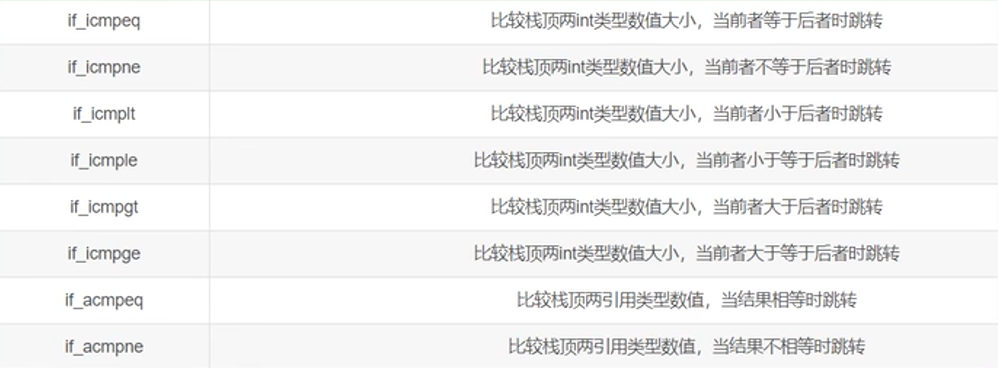 if_icmpeq 比较栈顶两int类型数值大小，当前者等于后者时跳转
if_icmpne 比较栈顶两int类型数值大小，当前者不等于后者时跳转
if_icmplt 比较栈顶两int类型数值大小，当前者小于后者时跳转
if_icmple 比较栈顶两int类型数值大小，当前者小于等于后者时跳转
if_icmpgt 比较栈顶两int类型数值大小，当前者大于后者时跳转
if_icmpge 比较栈顶两int类型数值大小，当前者大于等于后者时跳转
if_acmpeq 比较栈顶两引用类型数值，当结果相等时跳转
if_acmpne 比较栈顶两引用类型数值，当结果不相等时跳转